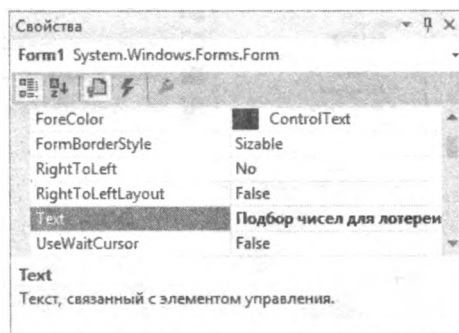 Свойства
Form1 System.Windows.Forms.Form
ForeColor ControlText
FormBorderStyle Sizable
RightToLeft No
RightToLeftLayout False
Text Подбор чисел для лотереи
UseWaitCursor False
Text
Текст, связанный с элементом управления.